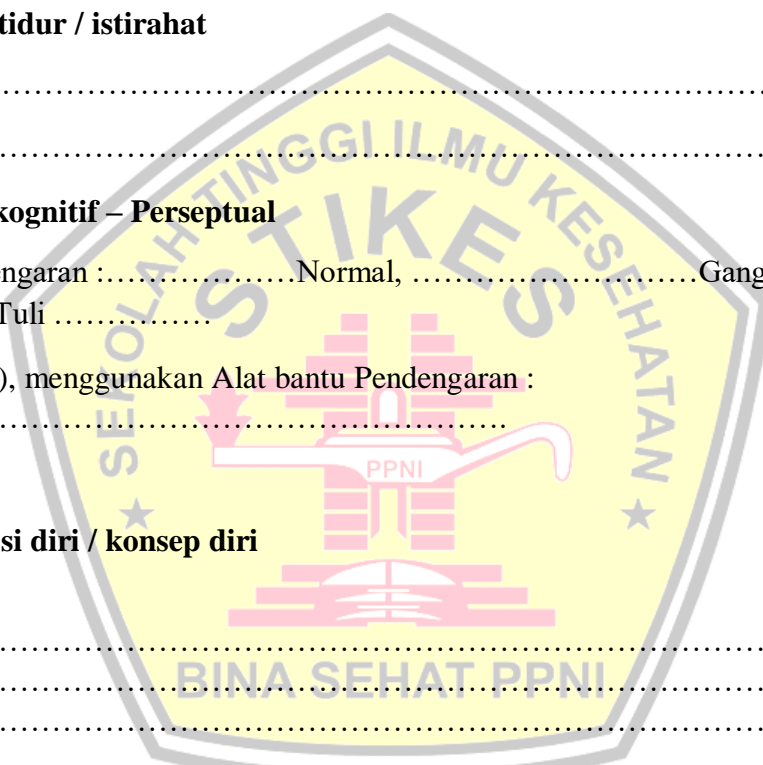 tidur / istirahat
……………………………………………………………………
……………………………………………………………………
kognitif – Perseptual
engaran :………………Normal, ………………………Gang
Tuli ……………
), menggunakan Alat bantu Pendengaran :
…………………………………………….
si diri / konsep diri
……………………………………………………………………
……………………………………………………………………
……………………………………………………………………
SEKOLAH TINGGI ILMU KESEHATAN
STIKES
PPNI
BINA SEHAT PPNI